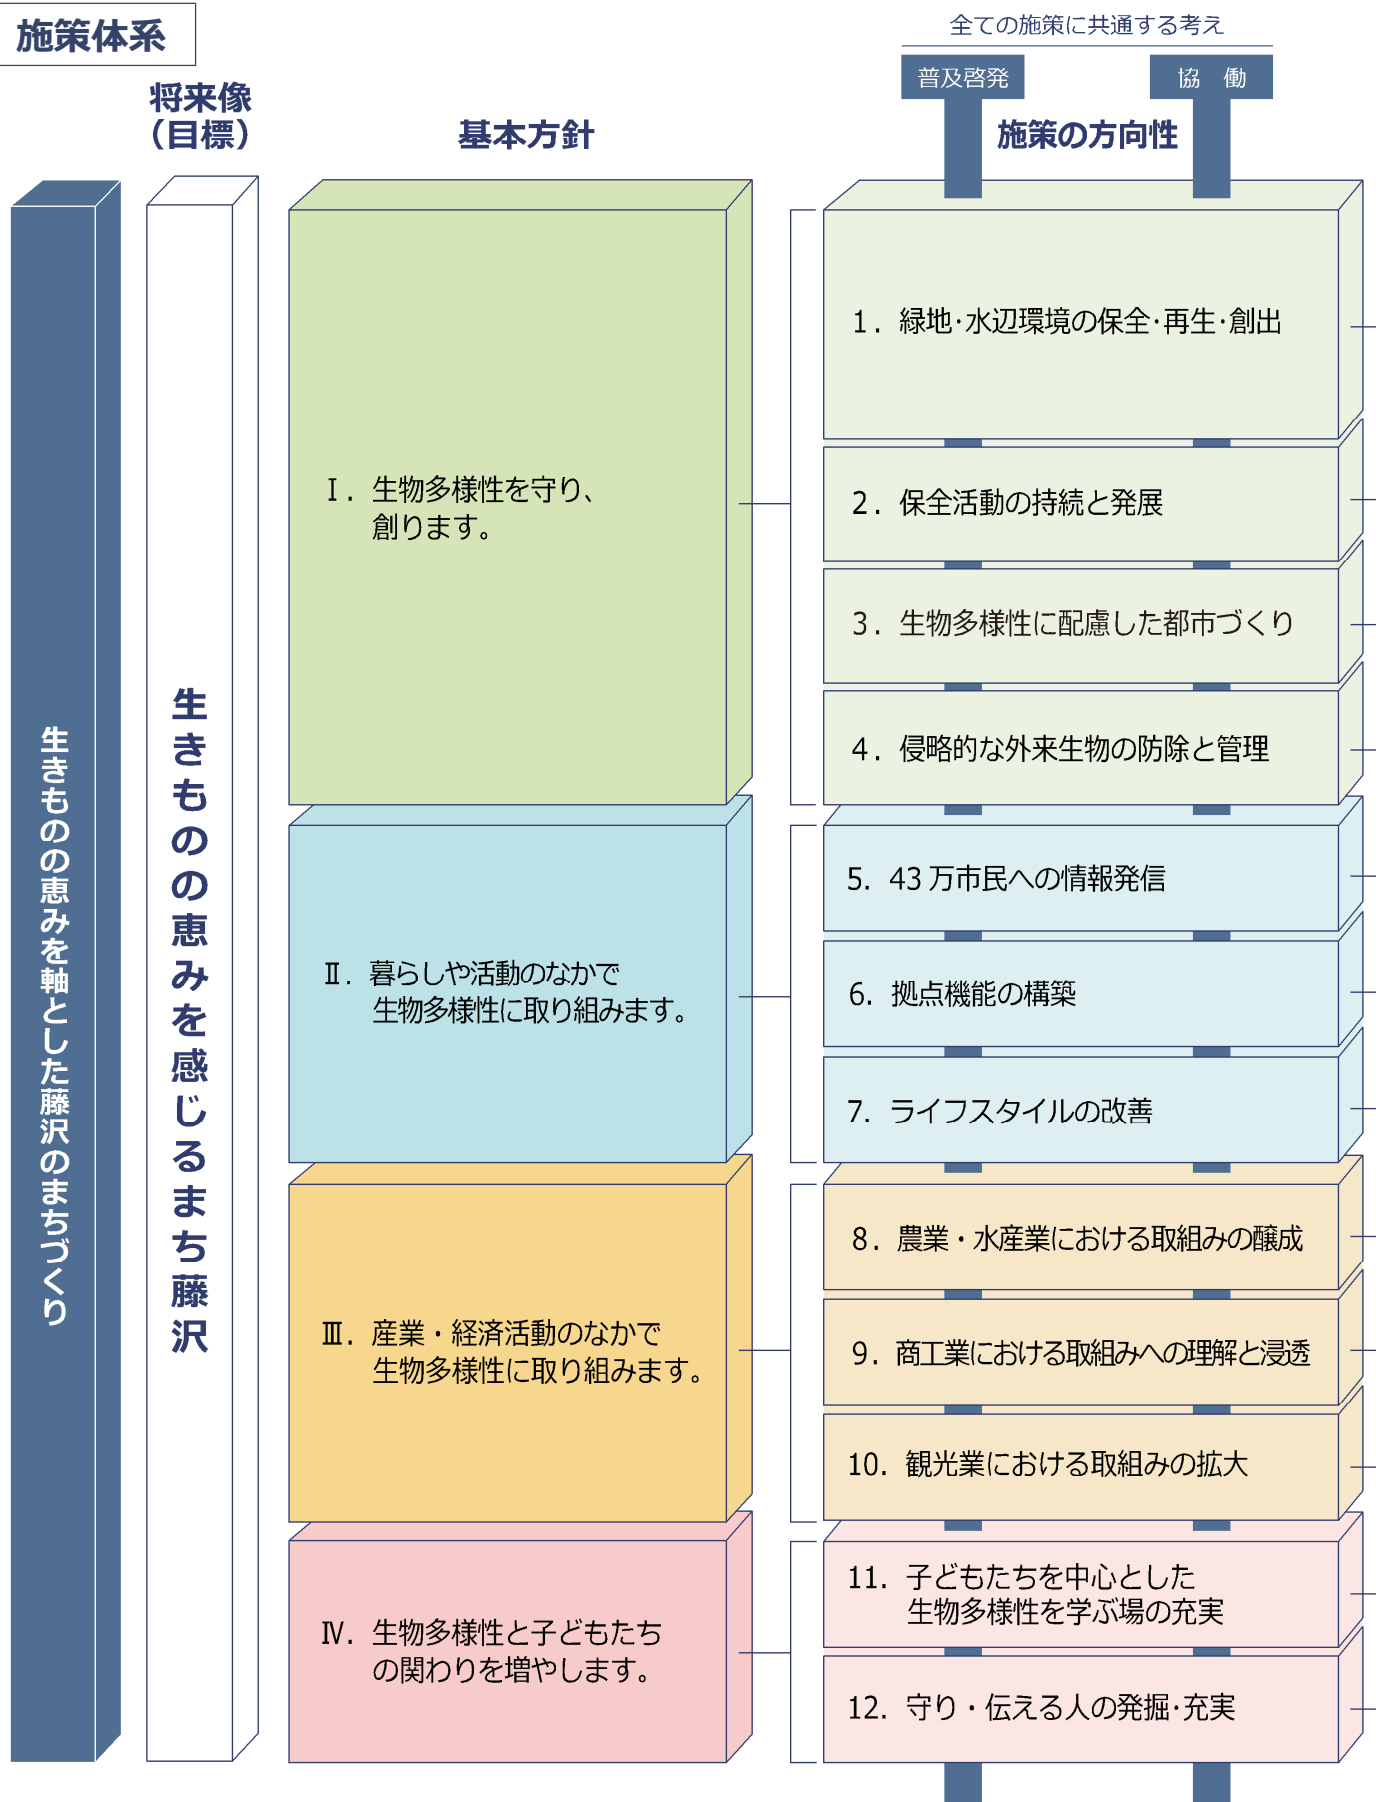 施策体系
全ての施策に共通する考え
普及啓発
協　働
将来像
（目標）
基本方針
施策の方向性
生きものの恵みを軸とした藤沢のまちづくり
生きものの恵みを感じるまち藤沢
Ⅰ．生物多様性を守り、
創ります。
1．緑地･水辺環境の保全･再生･創出
2．保全活動の持続と発展
3．生物多様性に配慮した都市づくり
4．侵略的な外来生物の防除と管理
Ⅱ．暮らしや活動のなかで
生物多様性に取り組みます。
5．43 万市民への情報発信
6．拠点機能の構築
7．ライフスタイルの改善
Ⅲ．産業・経済活動のなかで
生物多様性に取り組みます。
8．農業・水産業における取組みの醸成
9．商工業における取組みへの理解と浸透
10．観光業における取組みの拡大
Ⅳ．生物多様性と子どもたち
の関わりを増やします。
11．子どもたちを中心とした
生物多様性を学ぶ場の充実
12．守り・伝える人の発掘･充実